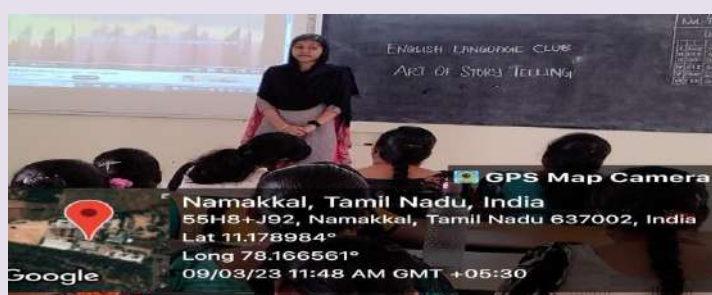 ENGLISH LANGUAGE CLUB
ART OF STORY TELLING
GPS Map Camera
Namakkal, Tamil Nadu, India
55H8+J92, Namakkal, Tamil Nadu 637002, India
Lat 11.178984°
Long 78.166561°
09/03/23 11:48 AM GMT +05:30
Google